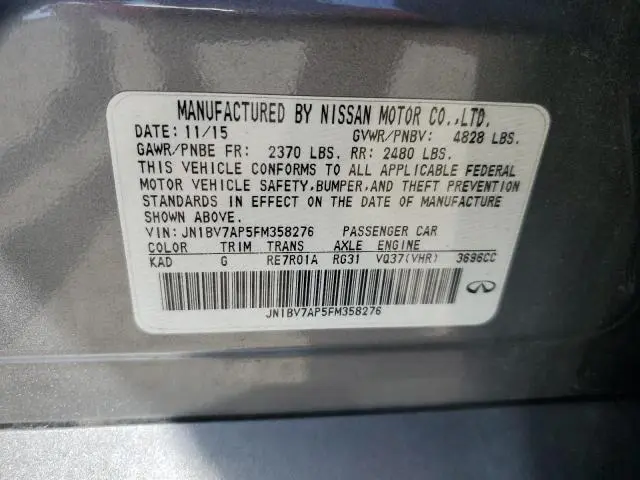 MANUFACTURED BY NISSAN MOTOR CO.,LTD.
DATE: 11/15 GVWR/PNBV: 4828 LBS.
GAWR/PNBE FR: 2370 LBS. RR: 2480 LBS.
THIS VEHICLE CONFORMS TO ALL APPLICABLE FEDERAL
MOTOR VEHICLE SAFETY,BUMPER,AND THEFT PREVENTION
STANDARDS IN EFFECT ON THE DATE OF MANUFACTURE
SHOWN ABOVE.
VIN: JN1BV7AP5FM358276 PASSENGER CAR
COLOR TRIM TRANS AXLE ENGINE
KAD G RE7R01A RG31 VQ37(VHR) 3696CC
JN1BV7AP5FM358276